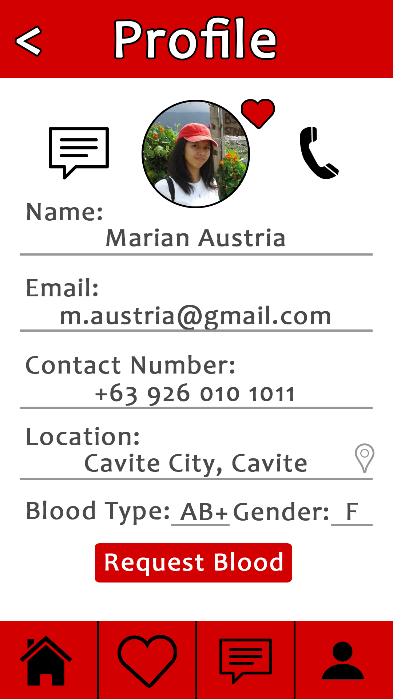 < Profile
Name:
Marian Austria
Email:
m.austria@gmail.com
Contact Number:
+63 926 010 1011
Location:
Cavite City, Cavite
Blood Type: AB+ Gender: F
Request Blood